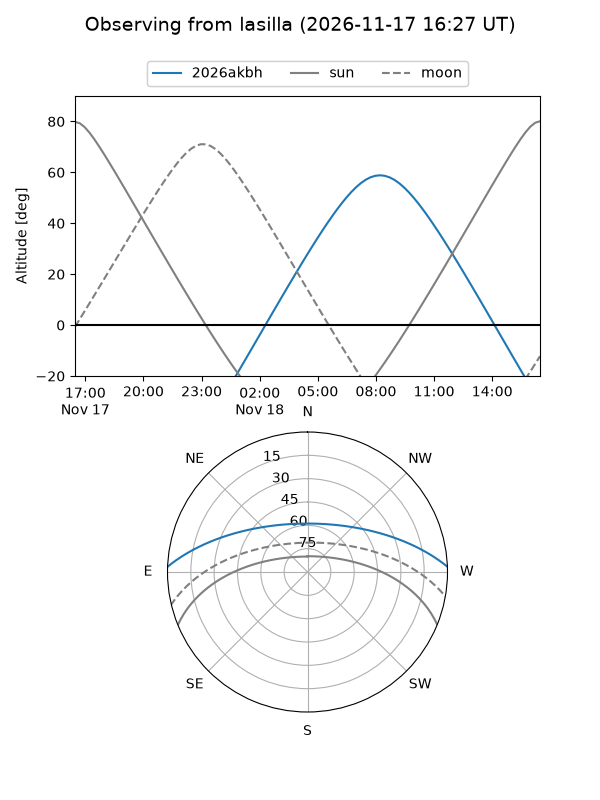 Observing from lasilla (2026-11-17 16:27 UT)
2026akbh sun moon
Altitude [deg]
80
60
40
20
0
−20
17:00 20:00 23:00 02:00 05:00 08:00 11:00 14:00
Nov 17 Nov 18
N
NE NW
15
30
45
60
75
E W
SE SW
S